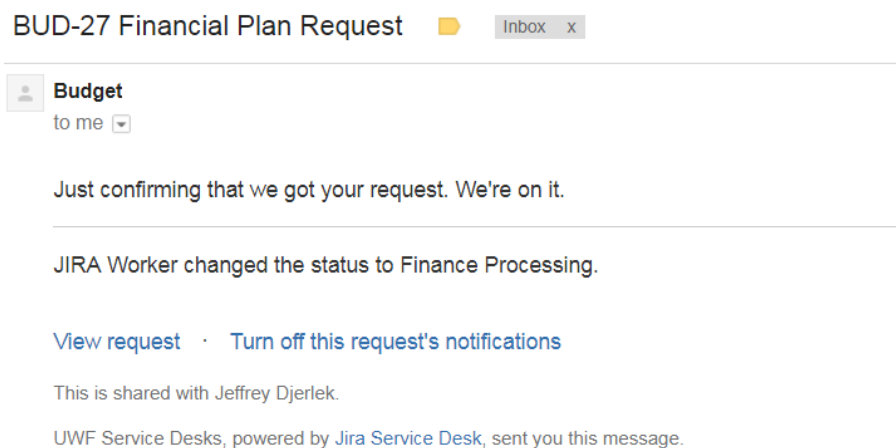 BUD-27 Financial Plan Request Inbox x
Budget
to me
Just confirming that we got your request. We're on it.
JIRA Worker changed the status to Finance Processing.
View request · Turn off this request's notifications
This is shared with Jeffrey Djerlek.
UWF Service Desks, powered by Jira Service Desk, sent you this message.